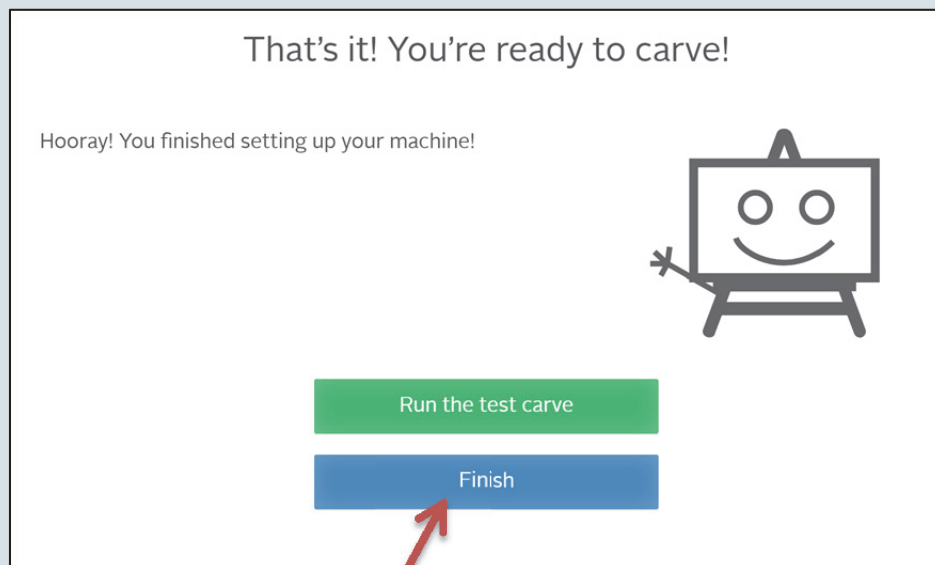 That's it! You're ready to carve!
Hooray! You finished setting up your machine!
Run the test carve
Finish